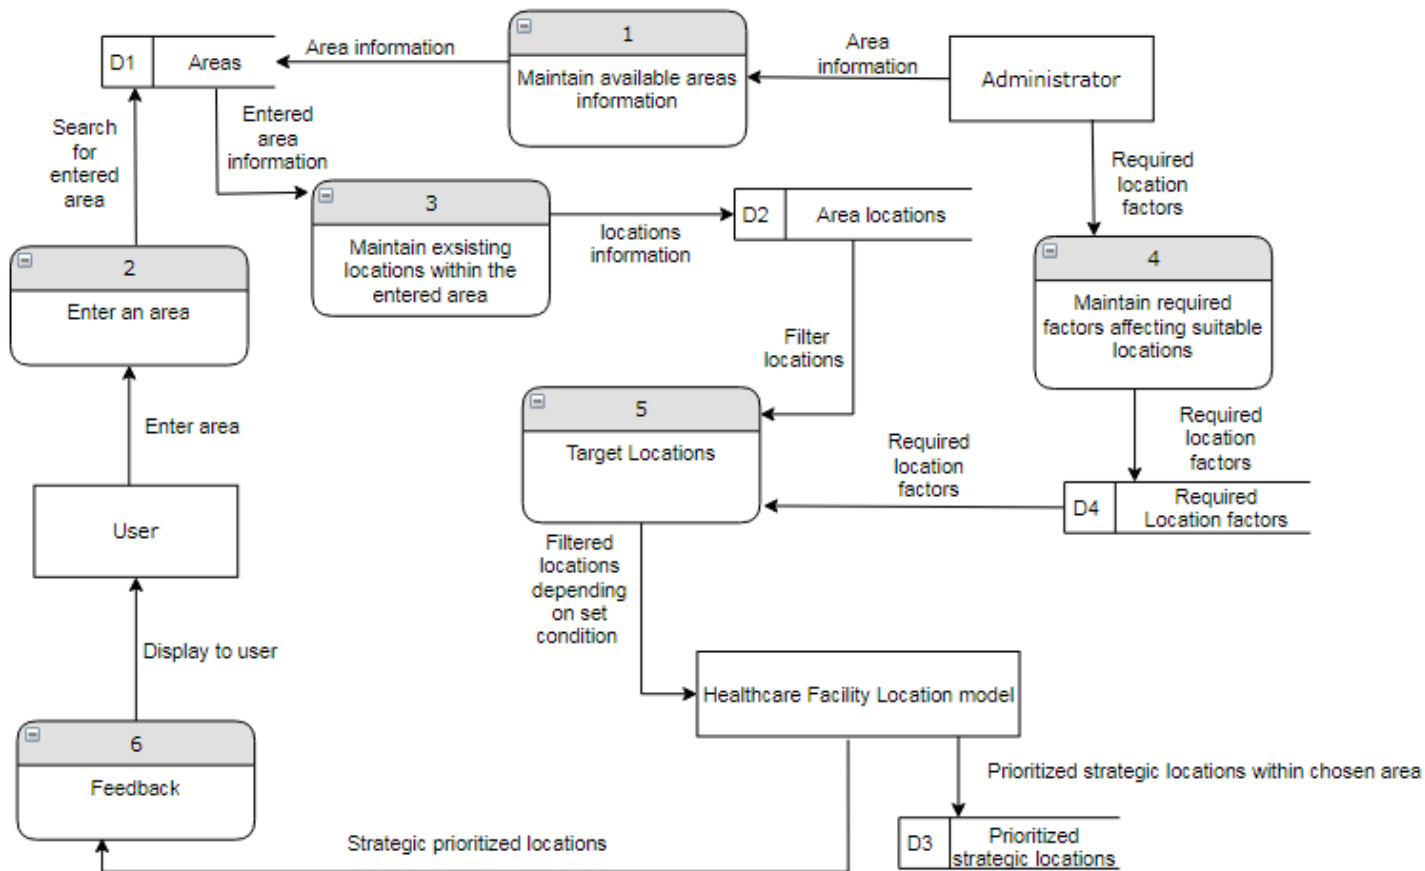 1
Maintain available areas
information
Area information
D1
Areas
Area
information
Administrator
Search
for
entered
area
Entered
area
information
3
Maintain exsisting
locations within the
entered area
locations
information
D2
Area locations
Required
location
factors
2
Enter an area
4
Maintain required
factors affecting suitable
locations
Filter
locations
5
Target Locations
Enter area
Required
location
factors
Required
location
factors
D4
Required
Location factors
User
Filtered
locations
depending
on set
condition
Display to user
Healthcare Facility Location model
6
Feedback
Prioritized strategic locations within chosen area
Strategic prioritized locations
D3
Prioritized
strategic locations